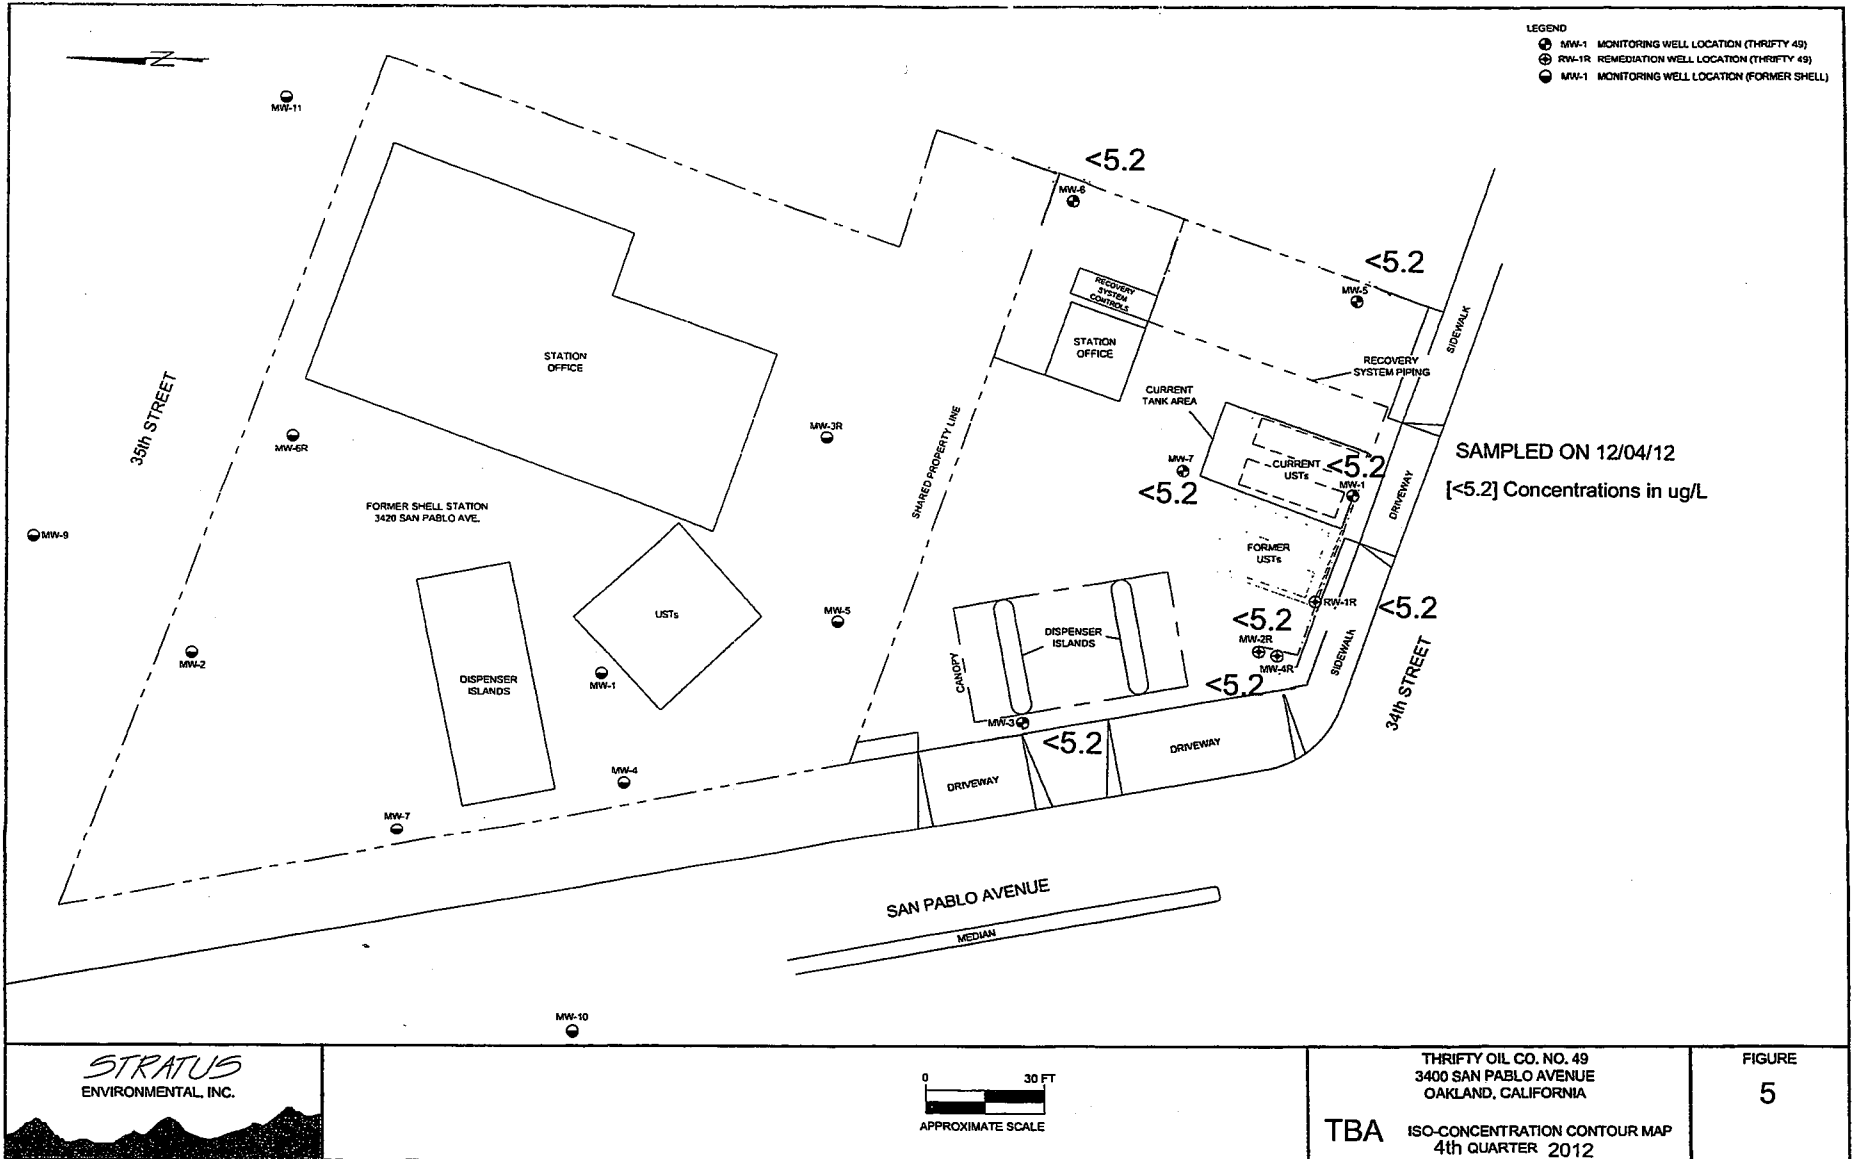 LEGEND
MW-1 MONITORING WELL LOCATION (THRIFTY 49)
RW-1R REMEDIATION WELL LOCATION (THRIFTY 49)
MW-1 MONITORING WELL LOCATION (FORMER SHELL)
Z
MW-11
<5.2
MW-6
<5.2
MW-5
RECOVERY
SYSTEM
CONTROLS
STATION
OFFICE
SIDEWALK
RECOVERY
SYSTEM PIPING
STATION
OFFICE
CURRENT
TANK AREA
35th STREET
MW-6R
MW-3R
SHARED PROPERTY LINE
MW-7
<5.2
CURRENT
USTs
<5.2
MW-1
DRIVEWAY
SAMPLED ON 12/04/12
[<5.2] Concentrations in ug/L
FORMER SHELL STATION
3420 SAN PABLO AVE.
MW-9
FORMER
USTs
RW-1R
<5.2
USTs
MW-5
DISPENSER
ISLANDS
CANOPY
<5.2
MW-2R
MW-4R
<5.2
SIDEWALK
34th STREET
MW-2
DISPENSER
ISLANDS
MW-1
MW-3
<5.2
DRIVEWAY
DRIVEWAY
MW-4
MW-7
SAN PABLO AVENUE
MEDIAN
MW-10
STRATUS
ENVIRONMENTAL, INC.
0 30 FT
APPROXIMATE SCALE
THRIFTY OIL CO. NO. 49
3400 SAN PABLO AVENUE
OAKLAND, CALIFORNIA
TBA ISO-CONCENTRATION CONTOUR MAP
4th QUARTER 2012
FIGURE
5